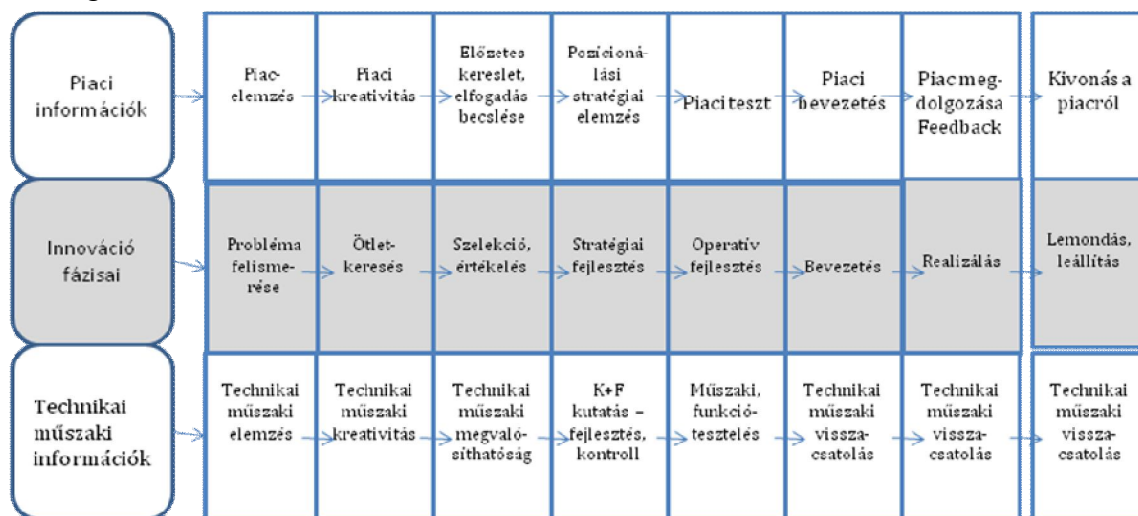 Piaci
információk
Piac-
elemzés
Piaci
kreativitás
Előzetes
kereslet,
elfogadás
becslése
Pozícioná-
lási
stratégiai
elemzés
Piaci teszt
Piaci
bevezetés
Piac meg-
dolgozása
Feedback
Kivonás a
piacról
Innováció
fázisai
Probléma
felisme-
rése
Ötlet-
keresés
Szelekció,
értékelés
Stratégiai
fejlesztés
Operatív
fejlesztés
Bevezetés
Realizálás
Lemondás,
leállítás
Technikai
műszaki
információk
Technikai
műszaki
elemzés
Technikai
műszaki
kreativitás
Technikai
műszaki
megvaló-
síthatóság
K+F
kutatás –
fejlesztés,
kontroll
Műszaki,
funkció-
tesztelés
Technikai
műszaki
vissza-
csatolás
Technikai
műszaki
vissza-
csatolás
Technikai
műszaki
vissza-
csatolás